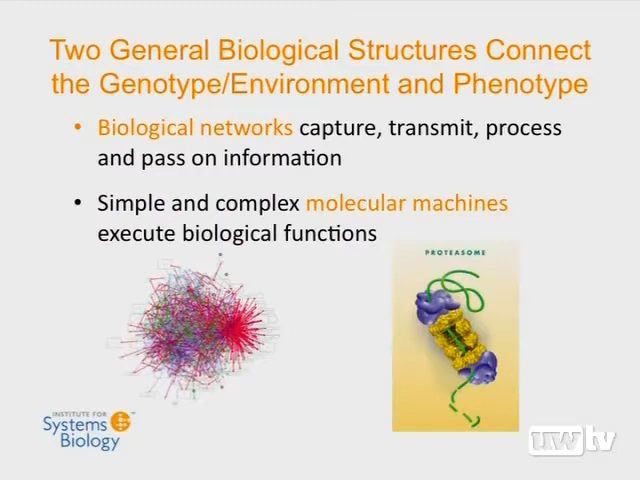 Two General Biological Structures Connect
the Genotype/Environment and Phenotype
• Biological networks capture, transmit, process
and pass on information
• Simple and complex molecular machines
execute biological functions
PROTEASOME
INSTITUTE FOR
Systems
Biology
uwtv